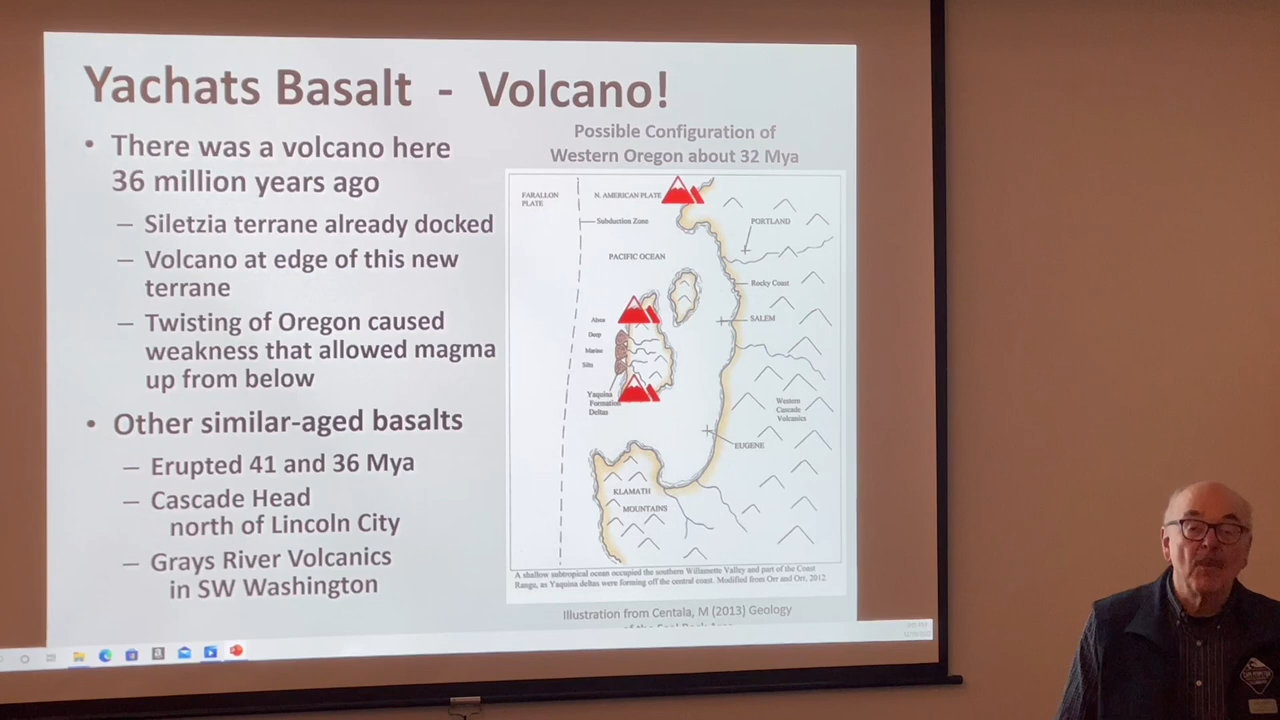 Yachats Basalt - Volcano!
• There was a volcano here
36 million years ago
– Siletzia terrane already docked
– Volcano at edge of this new
terrane
– Twisting of Oregon caused
weakness that allowed magma
up from below
• Other similar-aged basalts
– Erupted 41 and 36 Mya
– Cascade Head
north of Lincoln City
– Grays River Volcanics
in SW Washington
Possible Configuration of
Western Oregon about 32 Mya
FARALLON
PLATE
N. AMERICAN PLATE
Subduction Zone
PORTLAND
PACIFIC OCEAN
Rocky Coast
SALEM
Alsea
Deep
Marine
Silts
Yaquina
Formation
Deltas
Western
Cascade
Volcanics
EUGENE
KLAMATH
MOUNTAINS
A shallow subtropical ocean occupied the southern Willamette Valley and part of the Coast
Range, as Yaquina deltas were forming off the central coast. Modified from Orr and Orr, 2012.
Illustration from Centala, M (2013) Geology
of the Seal Rock Area